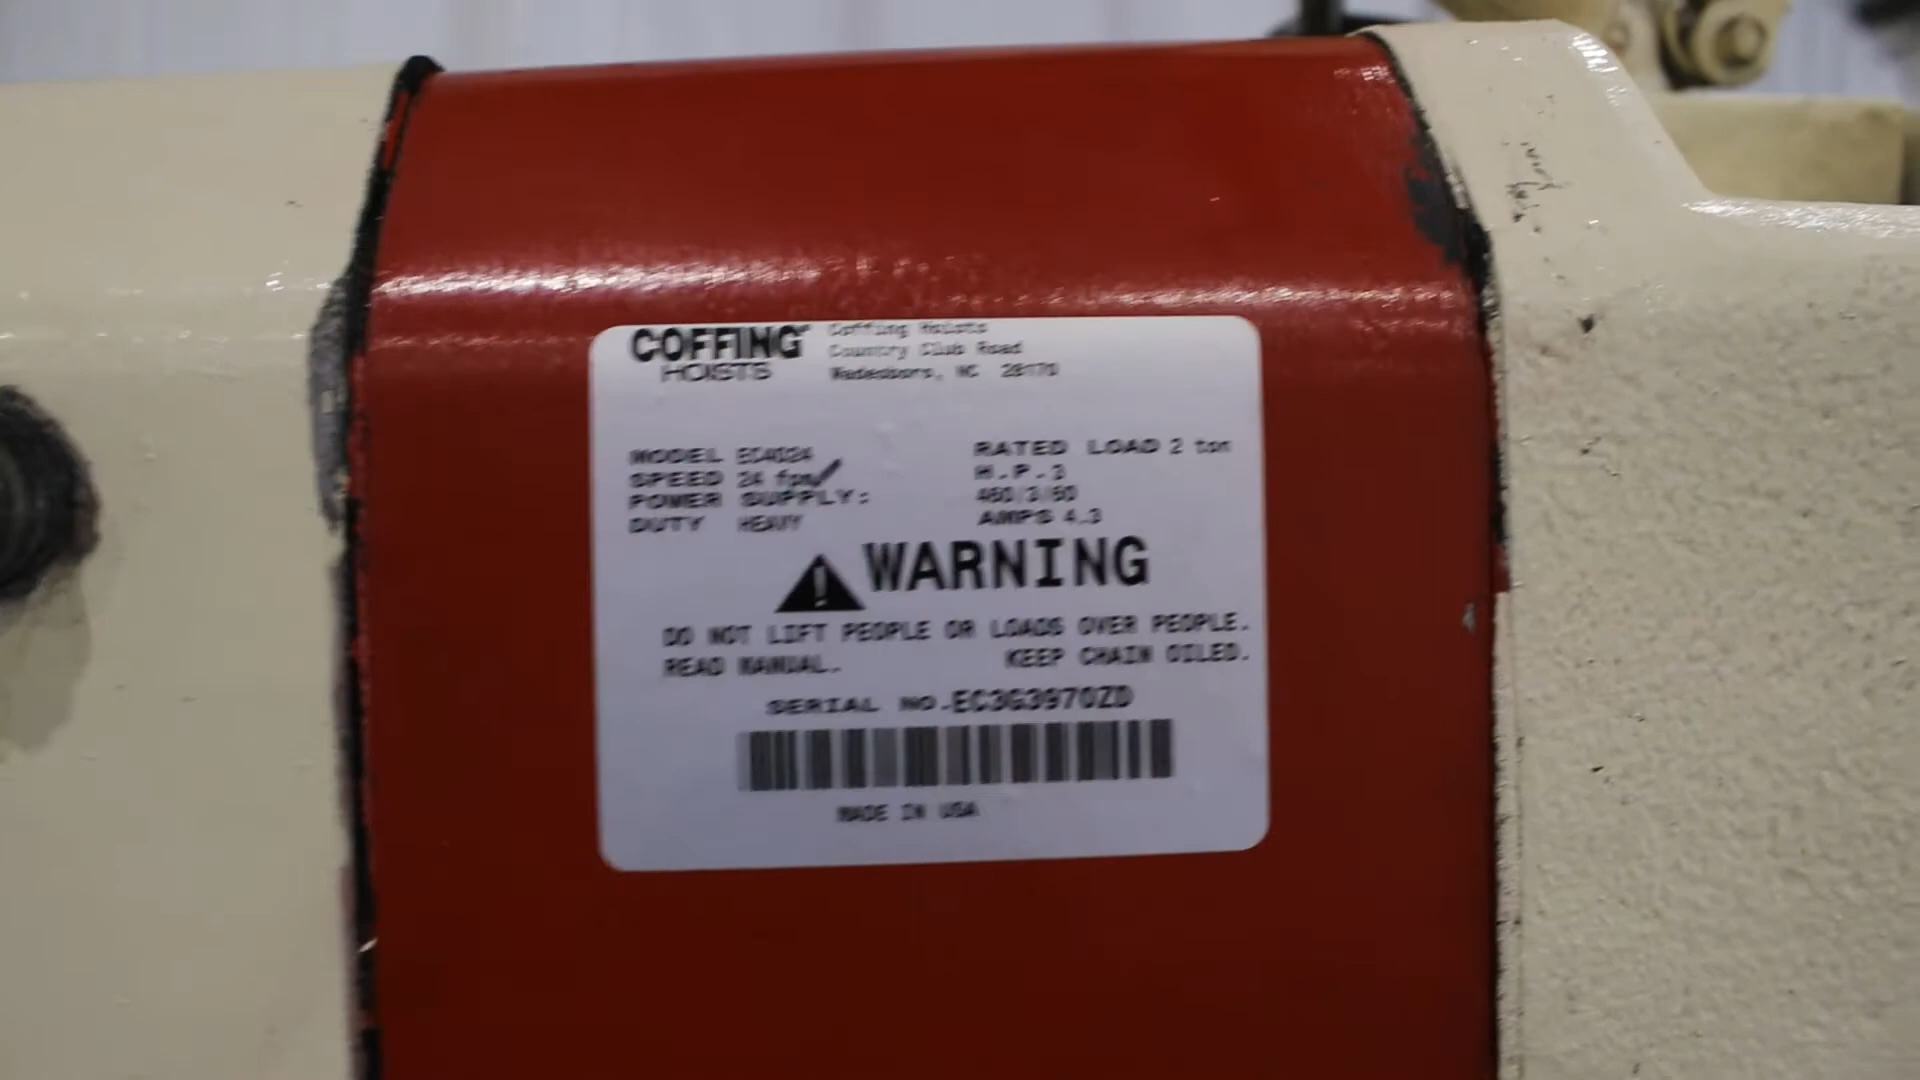 COFFING®
HOISTS
Coffing Hoists
Country Club Road
Wadesboro, NC 28170
MODEL EC4024
RATED LOAD 2 ton
SPEED 24 fpm
H.P. 3
POWER SUPPLY: 460/3/60
DUTY HEAVY
AMPS 4.3
WARNING
DO NOT LIFT PEOPLE OR LOADS OVER PEOPLE.
READ MANUAL. KEEP CHAIN OILED.
SERIAL NO. EC3G3970ZD
MADE IN USA